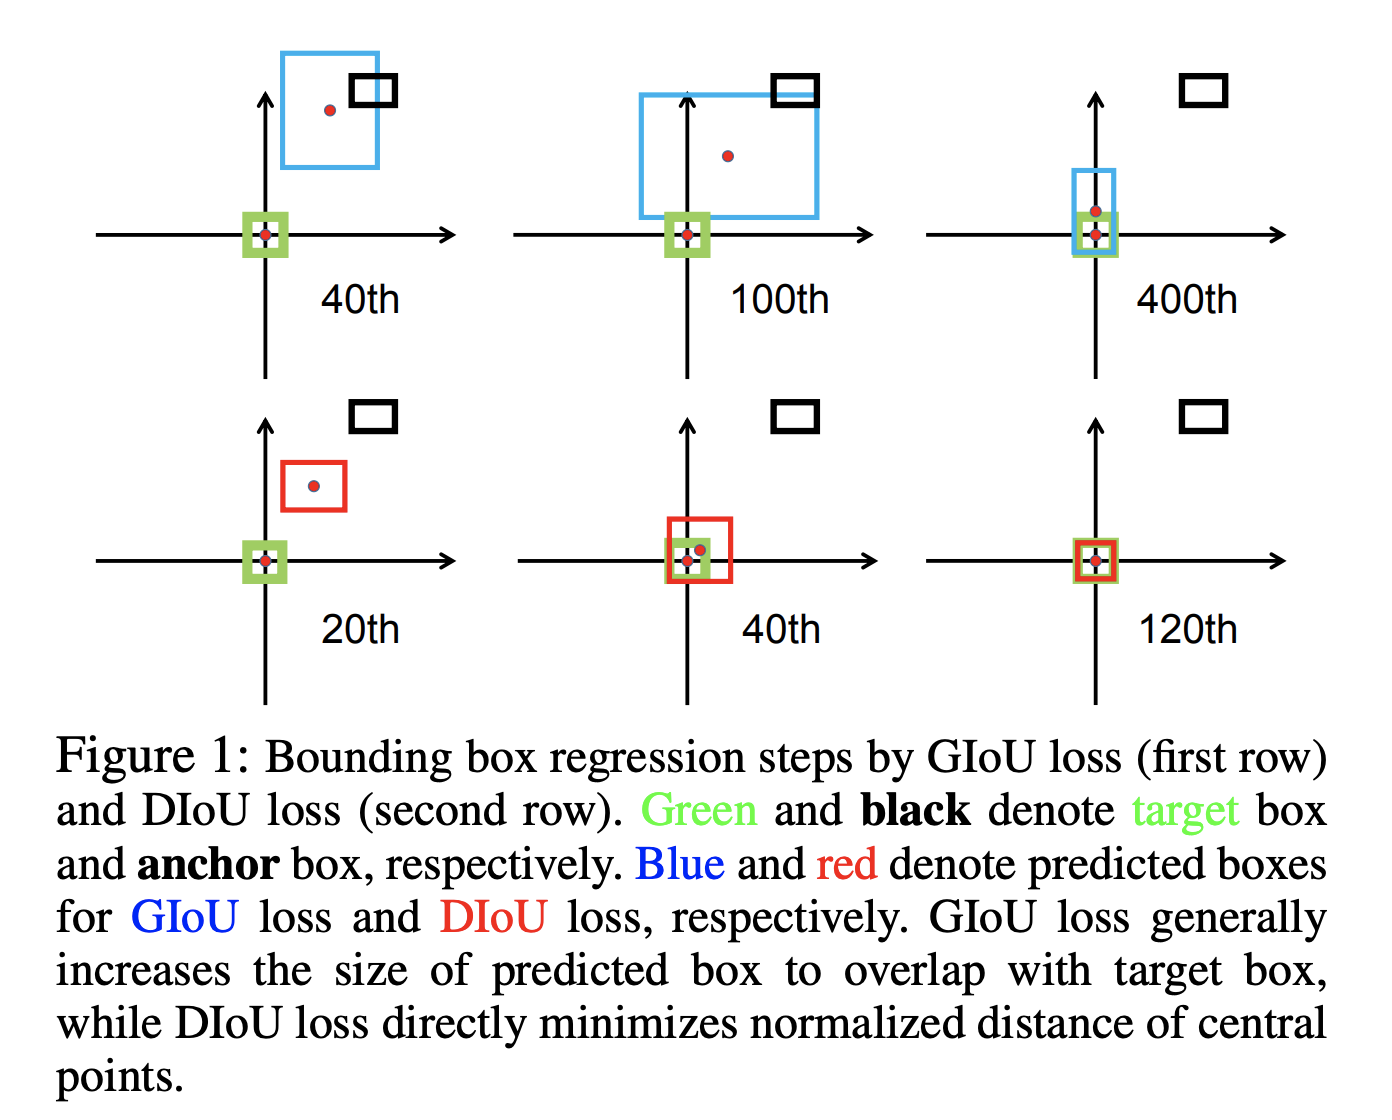 40th
100th
400th
20th
40th
120th
Figure 1: Bounding box regression steps by GIoU loss (first row)
and DIoU loss (second row). Green and black denote target box
and anchor box, respectively. Blue and red denote predicted boxes
for GIoU loss and DIoU loss, respectively. GIoU loss generally
increases the size of predicted box to overlap with target box,
while DIoU loss directly minimizes normalized distance of central
points.